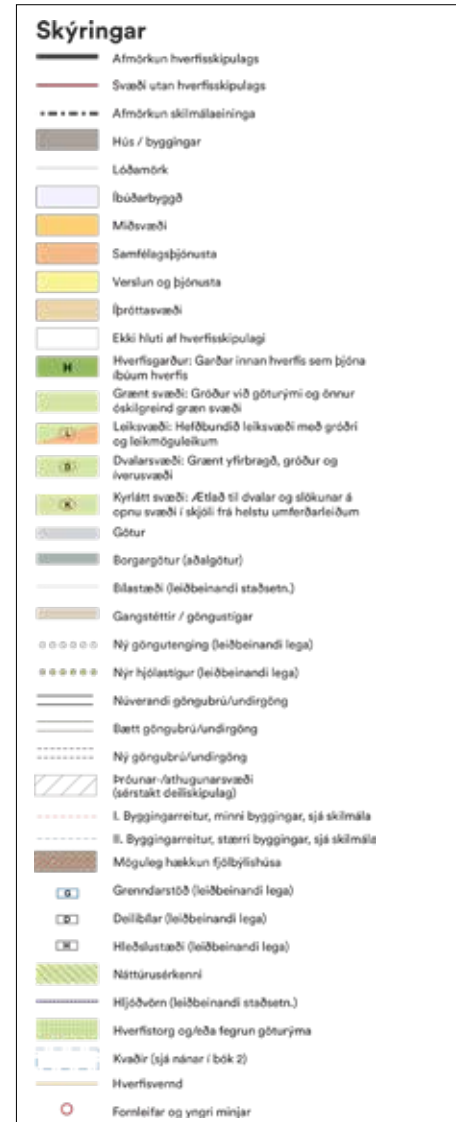 Skýringar
Afmörkun hverfisskipulags
Svæði utan hverfisskipulags
Afmörkun skilmálaeininga
Hús / byggingar
Lóðamörk
Íbúðarbyggð
Miðsvæði
Samfélagsþjónusta
Verslun og þjónusta
Íþróttasvæði
Ekki hluti af hverfisskipulagi
H
Hverfisgarður: Garðar innan hverfis sem þjóna
íbúum hverfis
Grænt svæði: Gróður við göturými og önnur
óskilgreind græn svæði
L
Leiksvæði: Hefðbundið leiksvæði með gróðri
og leikmöguleikum
D
Dvalarsvæði: Grænt yfirbragð, gróður og
íverusvæði
K
Kyrlátt svæði: Ætlað til dvalar og slökunar á
opnu svæði í skjóli frá helstu umferðarleiðum
Götur
Borgargötur (aðalgötur)
Bílastæði (leiðbeinandi staðsetn.)
Gangstéttir / göngustígar
Ný göngutenging (leiðbeinandi lega)
Nýr hjólastígur (leiðbeinandi lega)
Núverandi göngubrú/undirgöng
Bætt göngubrú/undirgöng
Ný göngubrú/undirgöng
Þróunar-/athugunarsvæði
(sérstakt deiliskipulag)
I. Byggingarreitur, minni byggingar, sjá skilmála
II. Byggingarreitur, stærri byggingar, sjá skilmála
Möguleg hækkun fjölbýlishúsa
G
Grenndarstöð (leiðbeinandi lega)
D
Deilibílar (leiðbeinandi lega)
H
Hleðslustæði (leiðbeinandi lega)
Náttúrusérkenni
Hljóðvörn (leiðbeinandi staðsetn.)
Hverfistorg og/eða fegrun göturýma
Kvaðir (sjá nánar í bók 2)
Hverfisvernd
Fornleifar og yngri minjar